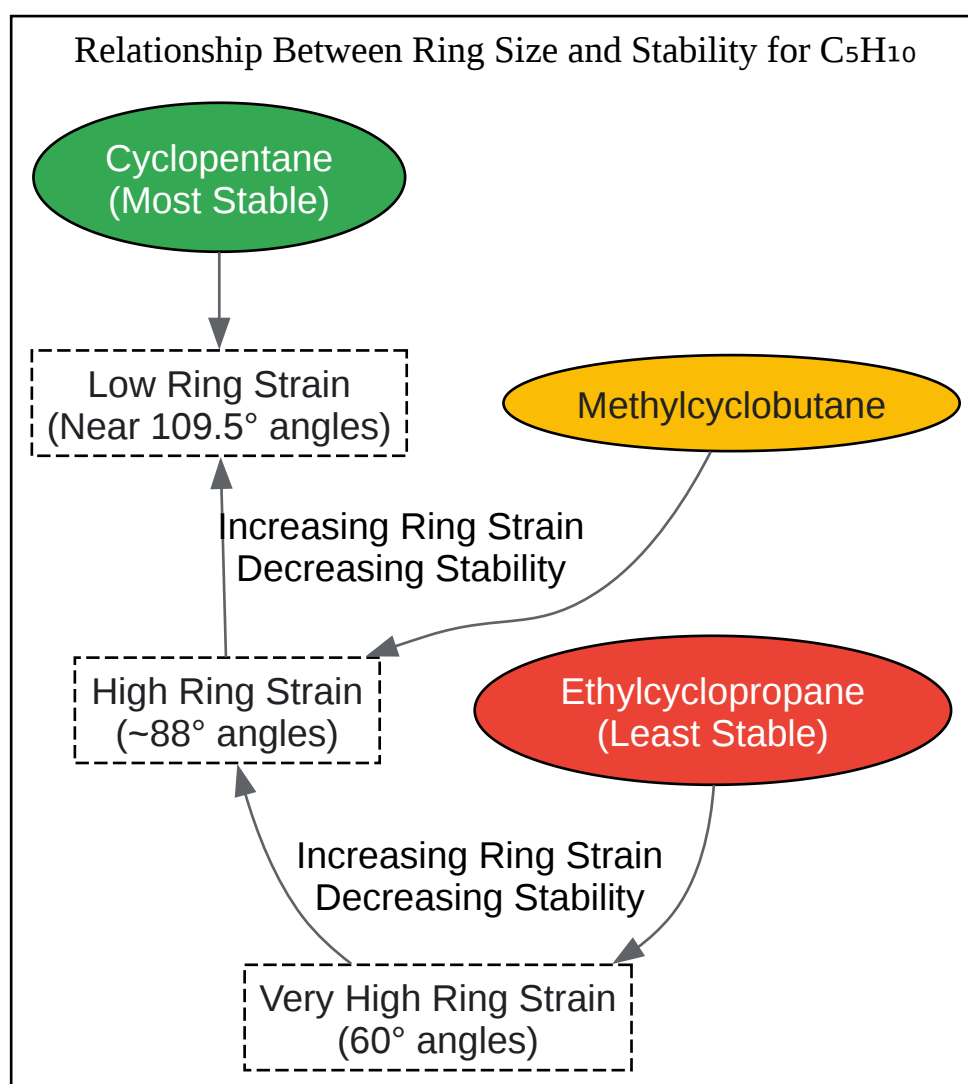 Relationship Between Ring Size and Stability for C₅H₁₀
Cyclopentane
(Most Stable)
Low Ring Strain
(Near 109.5° angles)
Methylcyclobutane
Increasing Ring Strain
Decreasing Stability
High Ring Strain
(~88° angles)
Ethylcyclopropane
(Least Stable)
Increasing Ring Strain
Decreasing Stability
Very High Ring Strain
(60° angles)